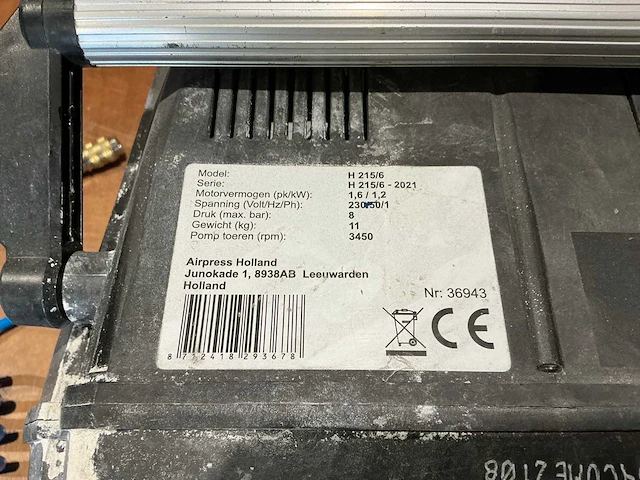 Model: H 215/6
Serie: H 215/6 - 2021
Motorvermogen (pk/kW): 1,6 / 1,2
Spanning (Volt/Hz/Ph): 230/50/1
Druk (max. bar): 8
Gewicht (kg): 11
Pomp toeren (rpm): 3450
Airpress Holland
Junokade 1, 8938AB Leeuwarden
Holland
Nr: 36943
CE
8 712418 293678